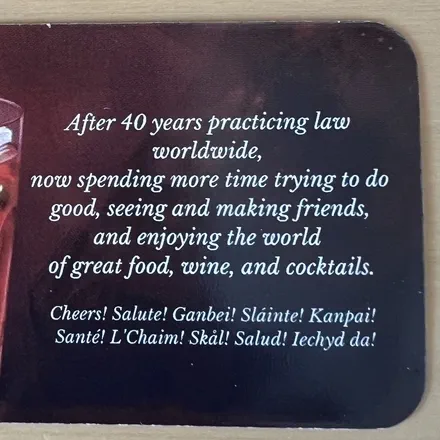 After 40 years practicing law
worldwide,
now spending more time trying to do
good, seeing and making friends,
and enjoying the world
of great food, wine, and cocktails.
Cheers! Salute! Ganbei! Sláinte! Kanpai!
Santé! L'Chaim! Skål! Salud! Iechyd da!